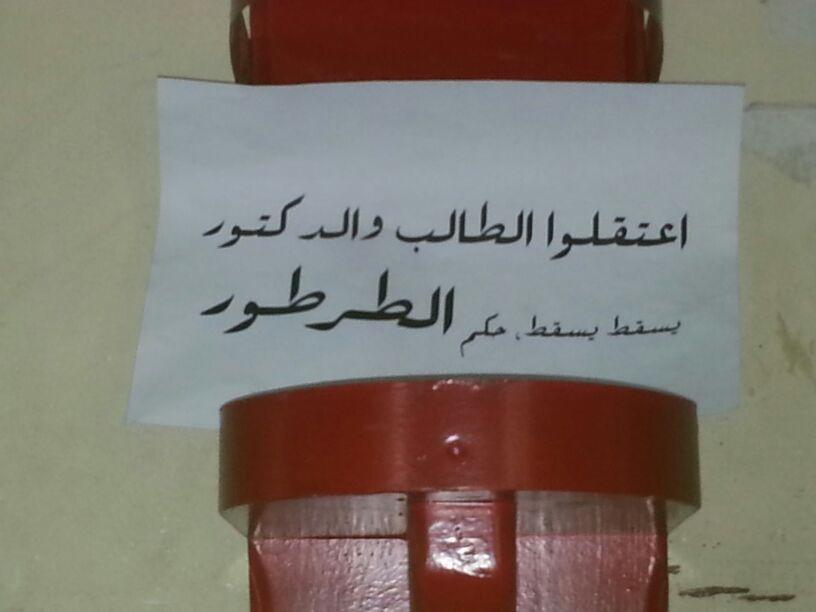 اعتقلوا الطالب والدكتور
يسقط يسقط، حكم الطرطور